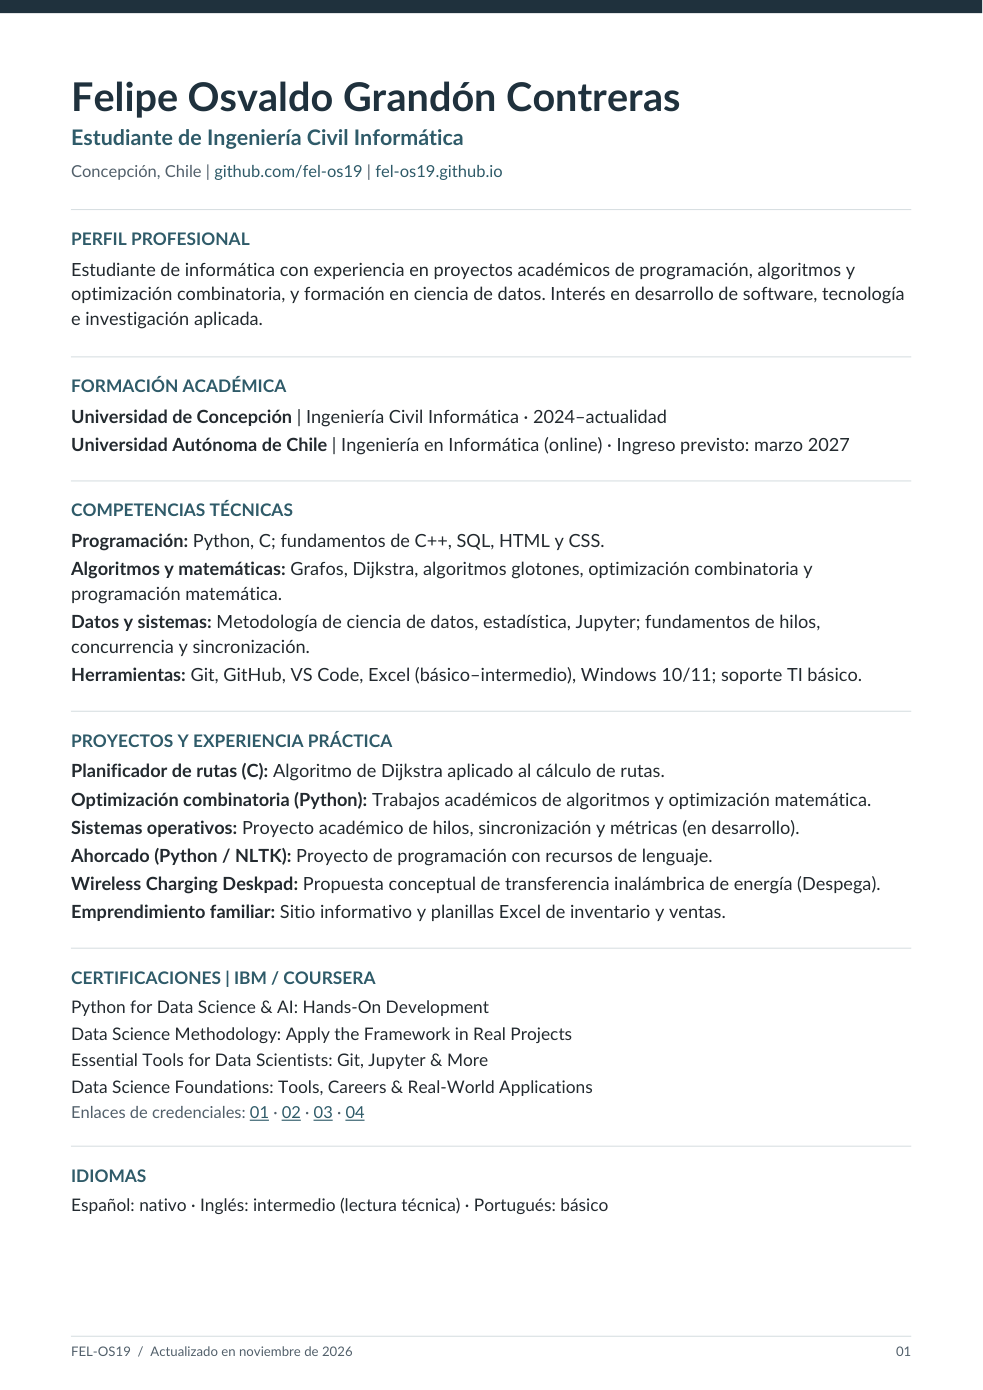 Felipe Osvaldo Grandón Contreras
Estudiante de Ingeniería Civil Informática
Concepción, Chile | github.com/fel-os19 | fel-os19.github.io
PERFIL PROFESIONAL
Estudiante de informática con experiencia en proyectos académicos de programación, algoritmos y
optimización combinatoria, y formación en ciencia de datos. Interés en desarrollo de software, tecnología
e investigación aplicada.
FORMACIÓN ACADÉMICA
Universidad de Concepción | Ingeniería Civil Informática · 2024–actualidad
Universidad Autónoma de Chile | Ingeniería en Informática (online) · Ingreso previsto: marzo 2027
COMPETENCIAS TÉCNICAS
Programación: Python, C; fundamentos de C++, SQL, HTML y CSS.
Algoritmos y matemáticas: Grafos, Dijkstra, algoritmos glotones, optimización combinatoria y
programación matemática.
Datos y sistemas: Metodología de ciencia de datos, estadística, Jupyter; fundamentos de hilos,
concurrencia y sincronización.
Herramientas: Git, GitHub, VS Code, Excel (básico–intermedio), Windows 10/11; soporte TI básico.
PROYECTOS Y EXPERIENCIA PRÁCTICA
Planificador de rutas (C): Algoritmo de Dijkstra aplicado al cálculo de rutas.
Optimización combinatoria (Python): Trabajos académicos de algoritmos y optimización matemática.
Sistemas operativos: Proyecto académico de hilos, sincronización y métricas (en desarrollo).
Ahorcado (Python / NLTK): Proyecto de programación con recursos de lenguaje.
Wireless Charging Deskpad: Propuesta conceptual de transferencia inalámbrica de energía (Despega).
Emprendimiento familiar: Sitio informativo y planillas Excel de inventario y ventas.
CERTIFICACIONES | IBM / COURSERA
Python for Data Science & AI: Hands-On Development
Data Science Methodology: Apply the Framework in Real Projects
Essential Tools for Data Scientists: Git, Jupyter & More
Data Science Foundations: Tools, Careers & Real-World Applications
Enlaces de credenciales: 01 · 02 · 03 · 04
IDIOMAS
Español: nativo · Inglés: intermedio (lectura técnica) · Portugués: básico
FEL-OS19 / Actualizado en noviembre de 2026 01